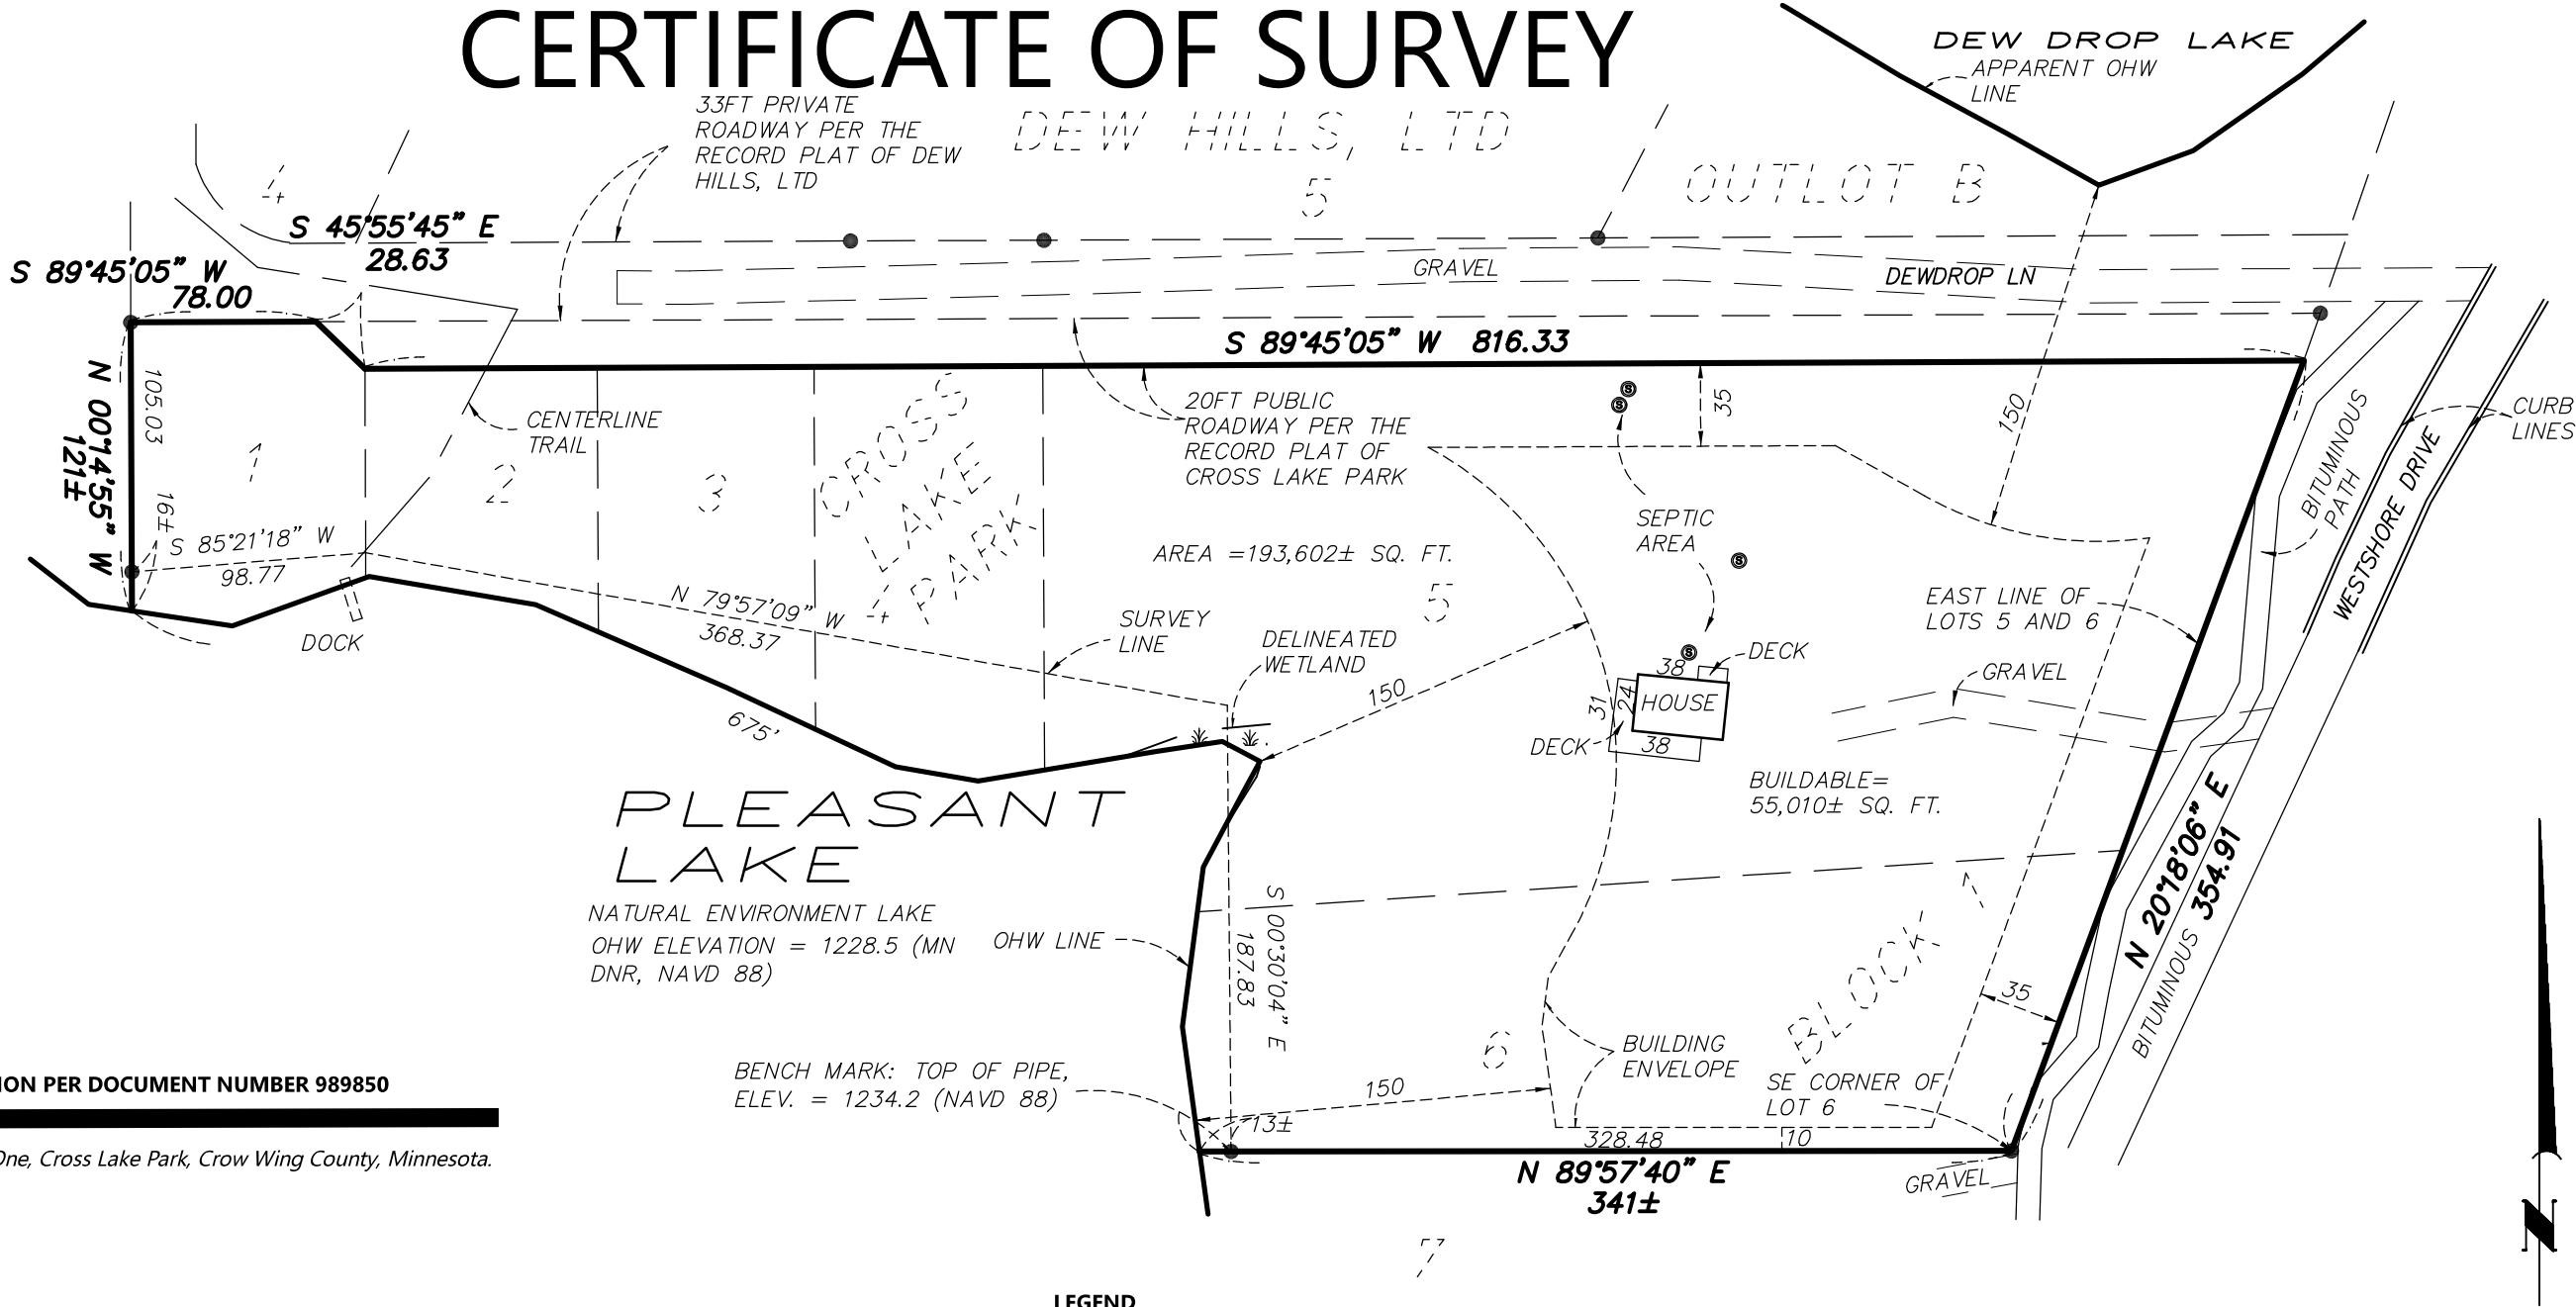 CERTIFICATE OF SURVEY
DEW DROP LAKE
APPARENT OHW
LINE
33FT PRIVATE
ROADWAY PER THE
RECORD PLAT OF DEW
HILLS, LTD
DEW HILLS, LTD
4
5
OUTLOT B
S 45°55'45" E
28.63
S 89°45'05" W
78.00
GRAVEL
DEWDROP LN
S 89°45'05" W 816.33
N 00°14'55" W
121±
105.03
16±
1
2
3
4
CENTERLINE
TRAIL
CROSS
LAKE
PARK
20FT PUBLIC
ROADWAY PER THE
RECORD PLAT OF
CROSS LAKE PARK
35
150
CURB
LINES
BITUMINOUS
PATH
WESTSHORE DRIVE
S
S
SEPTIC
AREA
S
S
AREA =193,602± SQ. FT.
5
S 85°21'18" W
98.77
DOCK
N 79°57'09" W
368.37
SURVEY
LINE
DELINEATED
WETLAND
EAST LINE OF
LOTS 5 AND 6
DECK
38
HOUSE
24
31
DECK
38
150
GRAVEL
675'
BUILDABLE=
55,010± SQ. FT.
PLEASANT
LAKE
NATURAL ENVIRONMENT LAKE
OHW ELEVATION = 1228.5 (MN
DNR, NAVD 88)
OHW LINE
S 00°30'04" E
187.83
N 20°18'06" E
354.91
BITUMINOUS
BLOCK 1
35
6
BUILDING
ENVELOPE
BENCH MARK: TOP OF PIPE,
ELEV. = 1234.2 (NAVD 88)
150
13±
SE CORNER OF
LOT 6
328.48
10
N 89°57'40" E
341±
GRAVEL
7
ION PER DOCUMENT NUMBER 989850
One, Cross Lake Park, Crow Wing County, Minnesota.
N
LEGEND